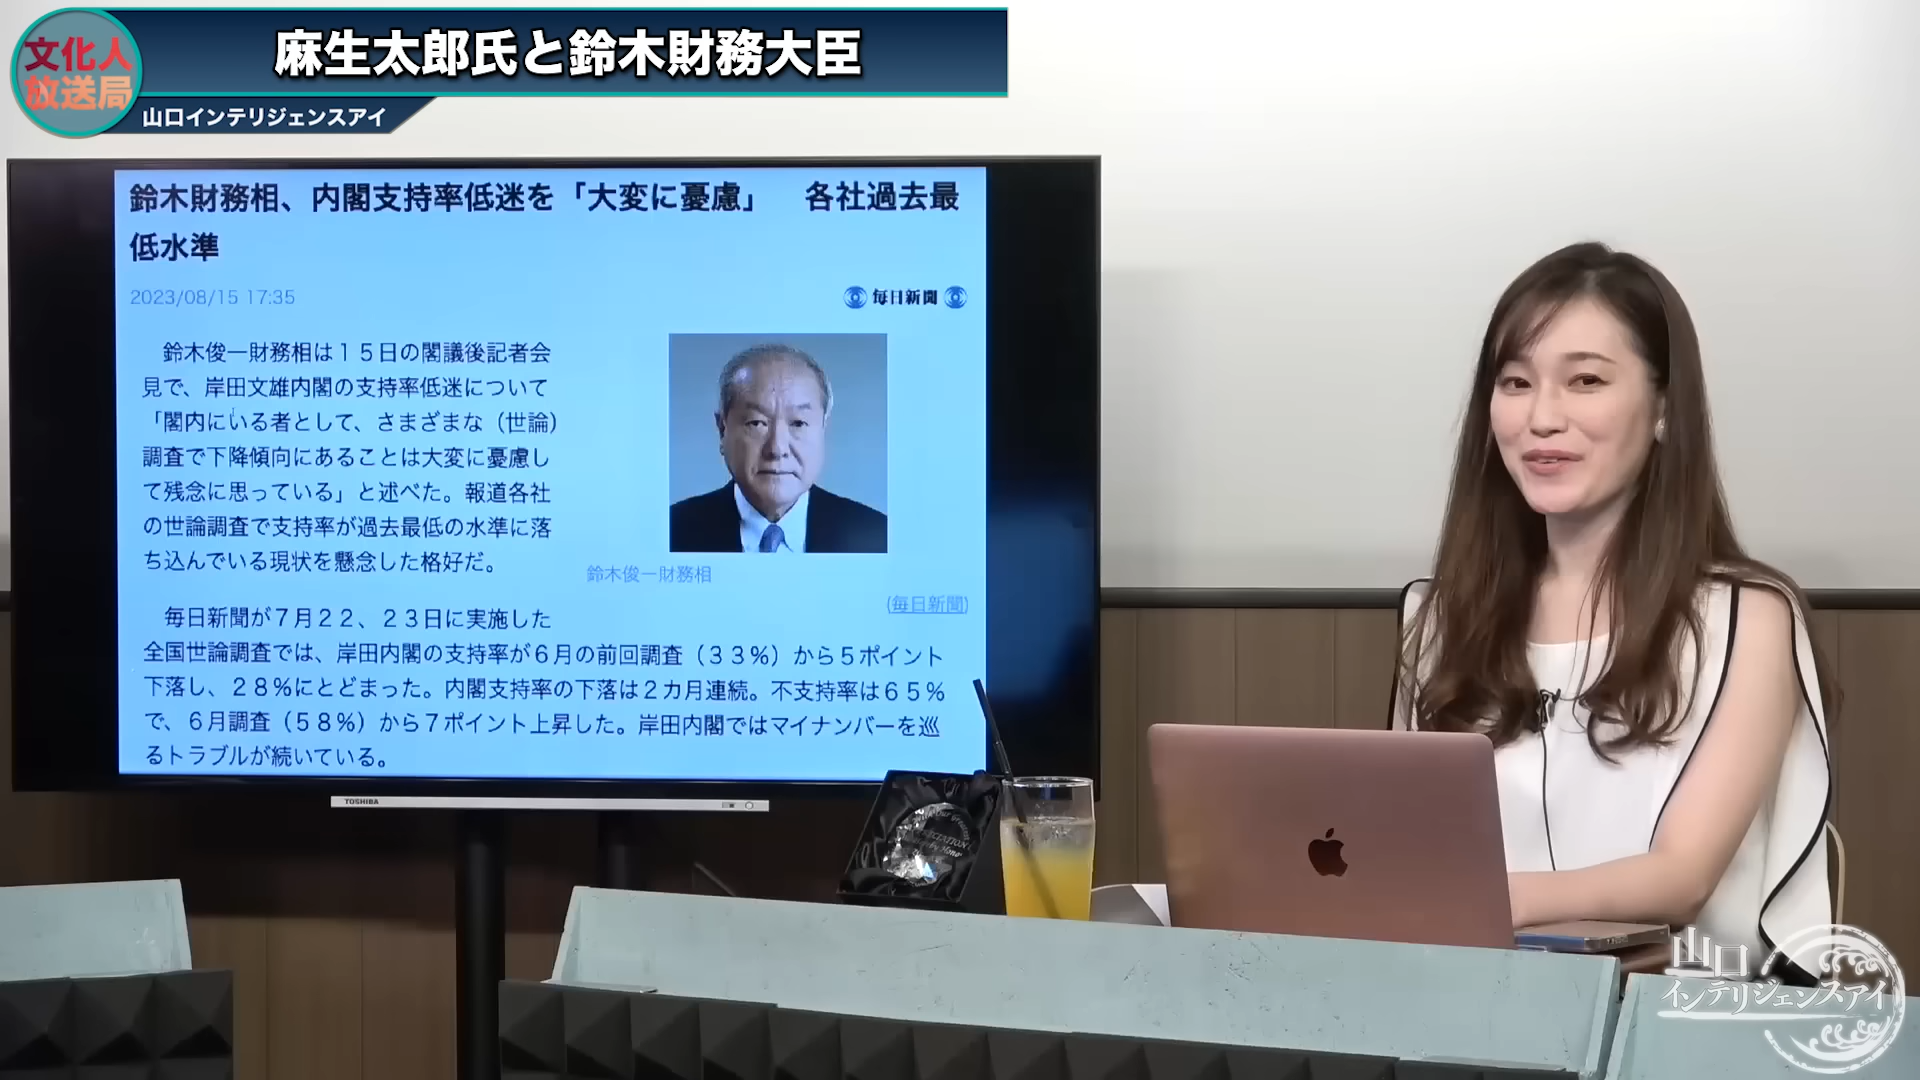 文化人
放送局
麻生太郎氏と鈴木財務大臣
山口インテリジェンスアイ
鈴木財務相、内閣支持率低迷を「大変に憂慮」　各社過去最
低水準
2023/08/15 17:35
毎日新聞
鈴木俊一財務相は１５日の閣議後記者会
見で、岸田文雄内閣の支持率低迷について
「閣内にいる者として、さまざまな（世論）
調査で下降傾向にあることは大変に憂慮し
て残念に思っている」と述べた。報道各社
の世論調査で支持率が過去最低の水準に落
ち込んでいる現状を懸念した格好だ。
鈴木俊一財務相
(毎日新聞)
毎日新聞が７月２２、２３日に実施した
全国世論調査では、岸田内閣の支持率が６月の前回調査（３３％）から５ポイント
下落し、２８％にとどまった。内閣支持率の下落は２カ月連続。不支持率は６５％
で、６月調査（５８％）から７ポイント上昇した。岸田内閣ではマイナンバーを巡
るトラブルが続いている。
TOSHIBA
山口
インテリジェンスアイ